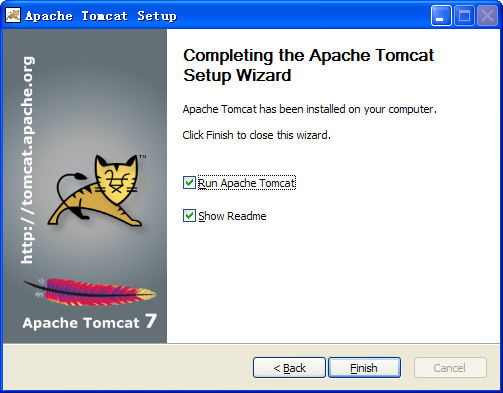 Apache Tomcat Setup
http://tomcat.apache.org
TM
Apache Tomcat 7
Completing the Apache Tomcat
Setup Wizard
Apache Tomcat has been installed on your computer.
Click Finish to close this wizard.
Run Apache Tomcat
Show Readme
< Back
Finish
Cancel